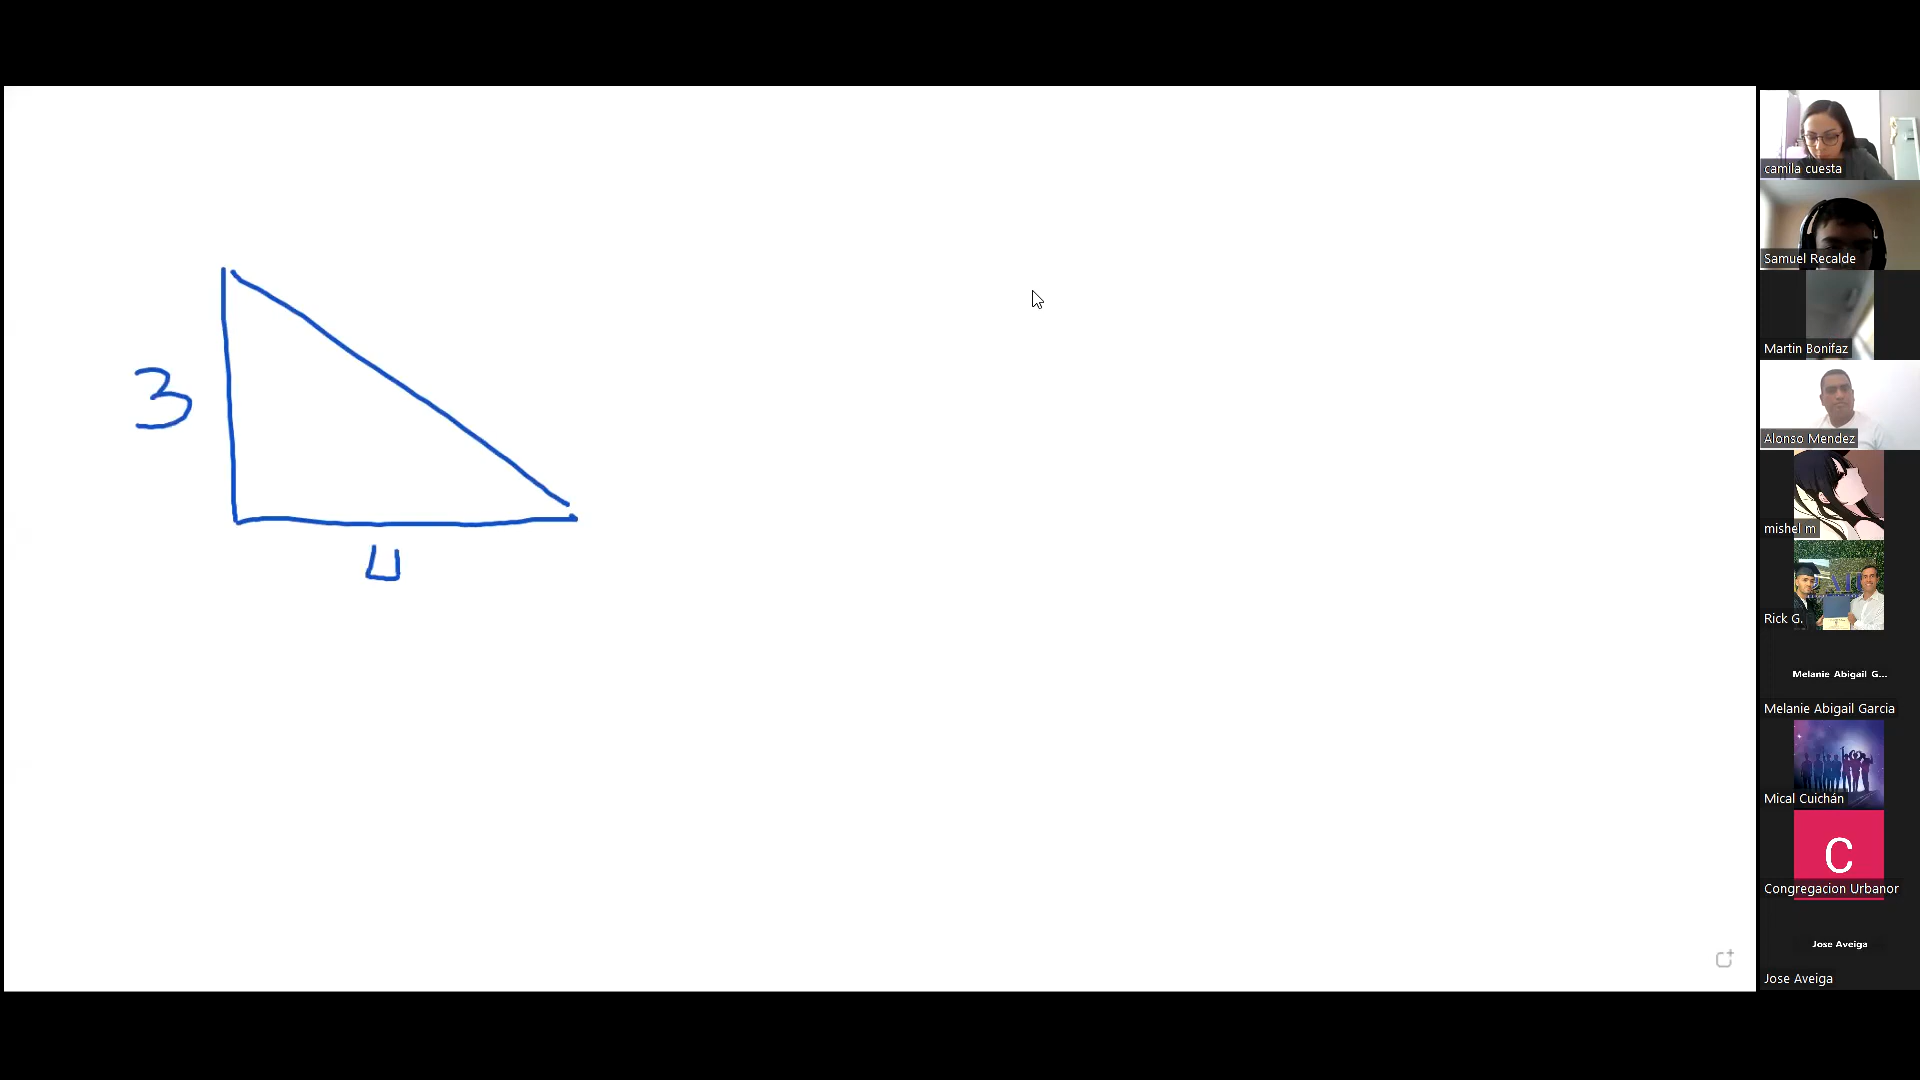 camila cuesta
Samuel Recalde
3
Martin Bonifaz
Alonso Mendez
mishel m
Rick G.
Melanie Abigail G...
Melanie Abigail Garcia
Mical Cuichán
C
Congregacion Urbanor
Jose Aveiga
Jose Aveiga